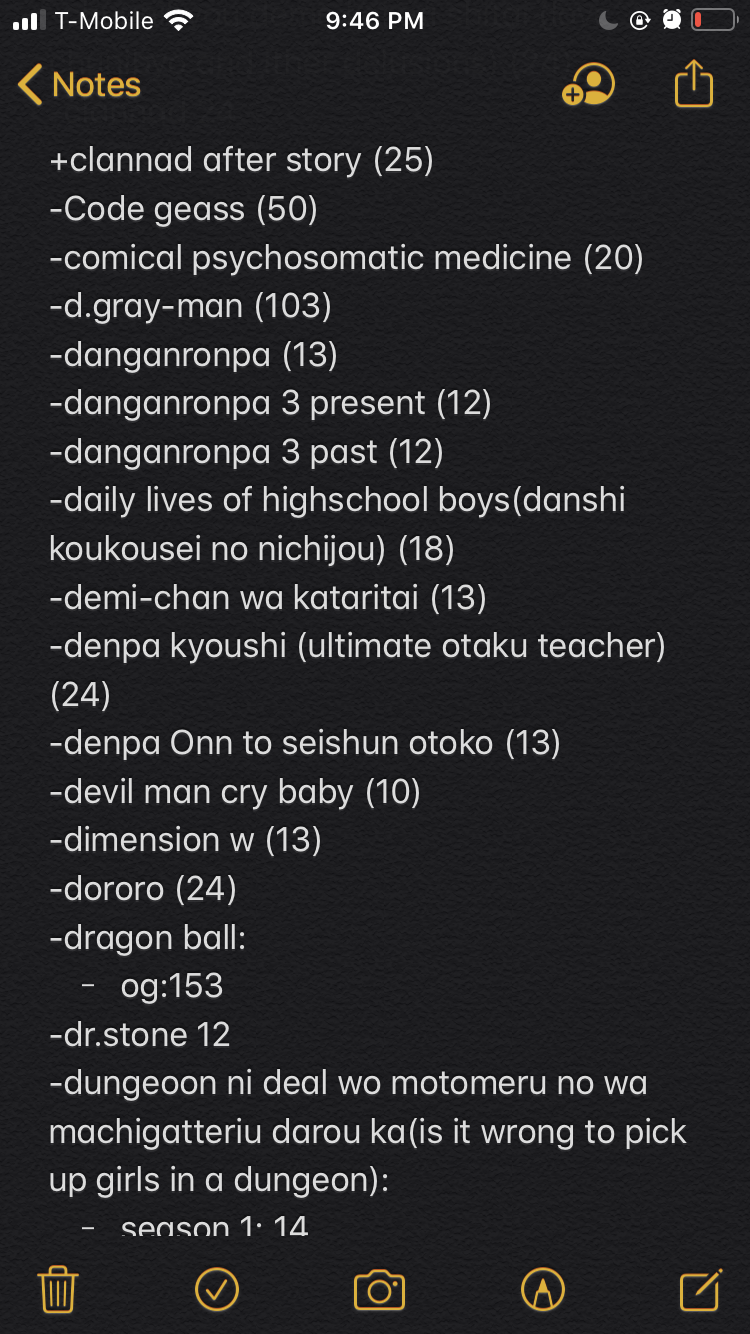 T-Mobile 9:46 PM
Notes
+clannad after story (25)
-Code geass (50)
-comical psychosomatic medicine (20)
-d.gray-man (103)
-danganronpa (13)
-danganronpa 3 present (12)
-danganronpa 3 past (12)
-daily lives of highschool boys(danshi
koukousei no nichijou) (18)
-demi-chan wa kataritai (13)
-denpa kyoushi (ultimate otaku teacher)
(24)
-denpa Onn to seishun otoko (13)
-devil man cry baby (10)
-dimension w (13)
-dororo (24)
-dragon ball:
- og:153
-dr.stone 12
-dungeoon ni deal wo motomeru no wa
machigatteriu darou ka(is it wrong to pick
up girls in a dungeon):
- season 1: 14